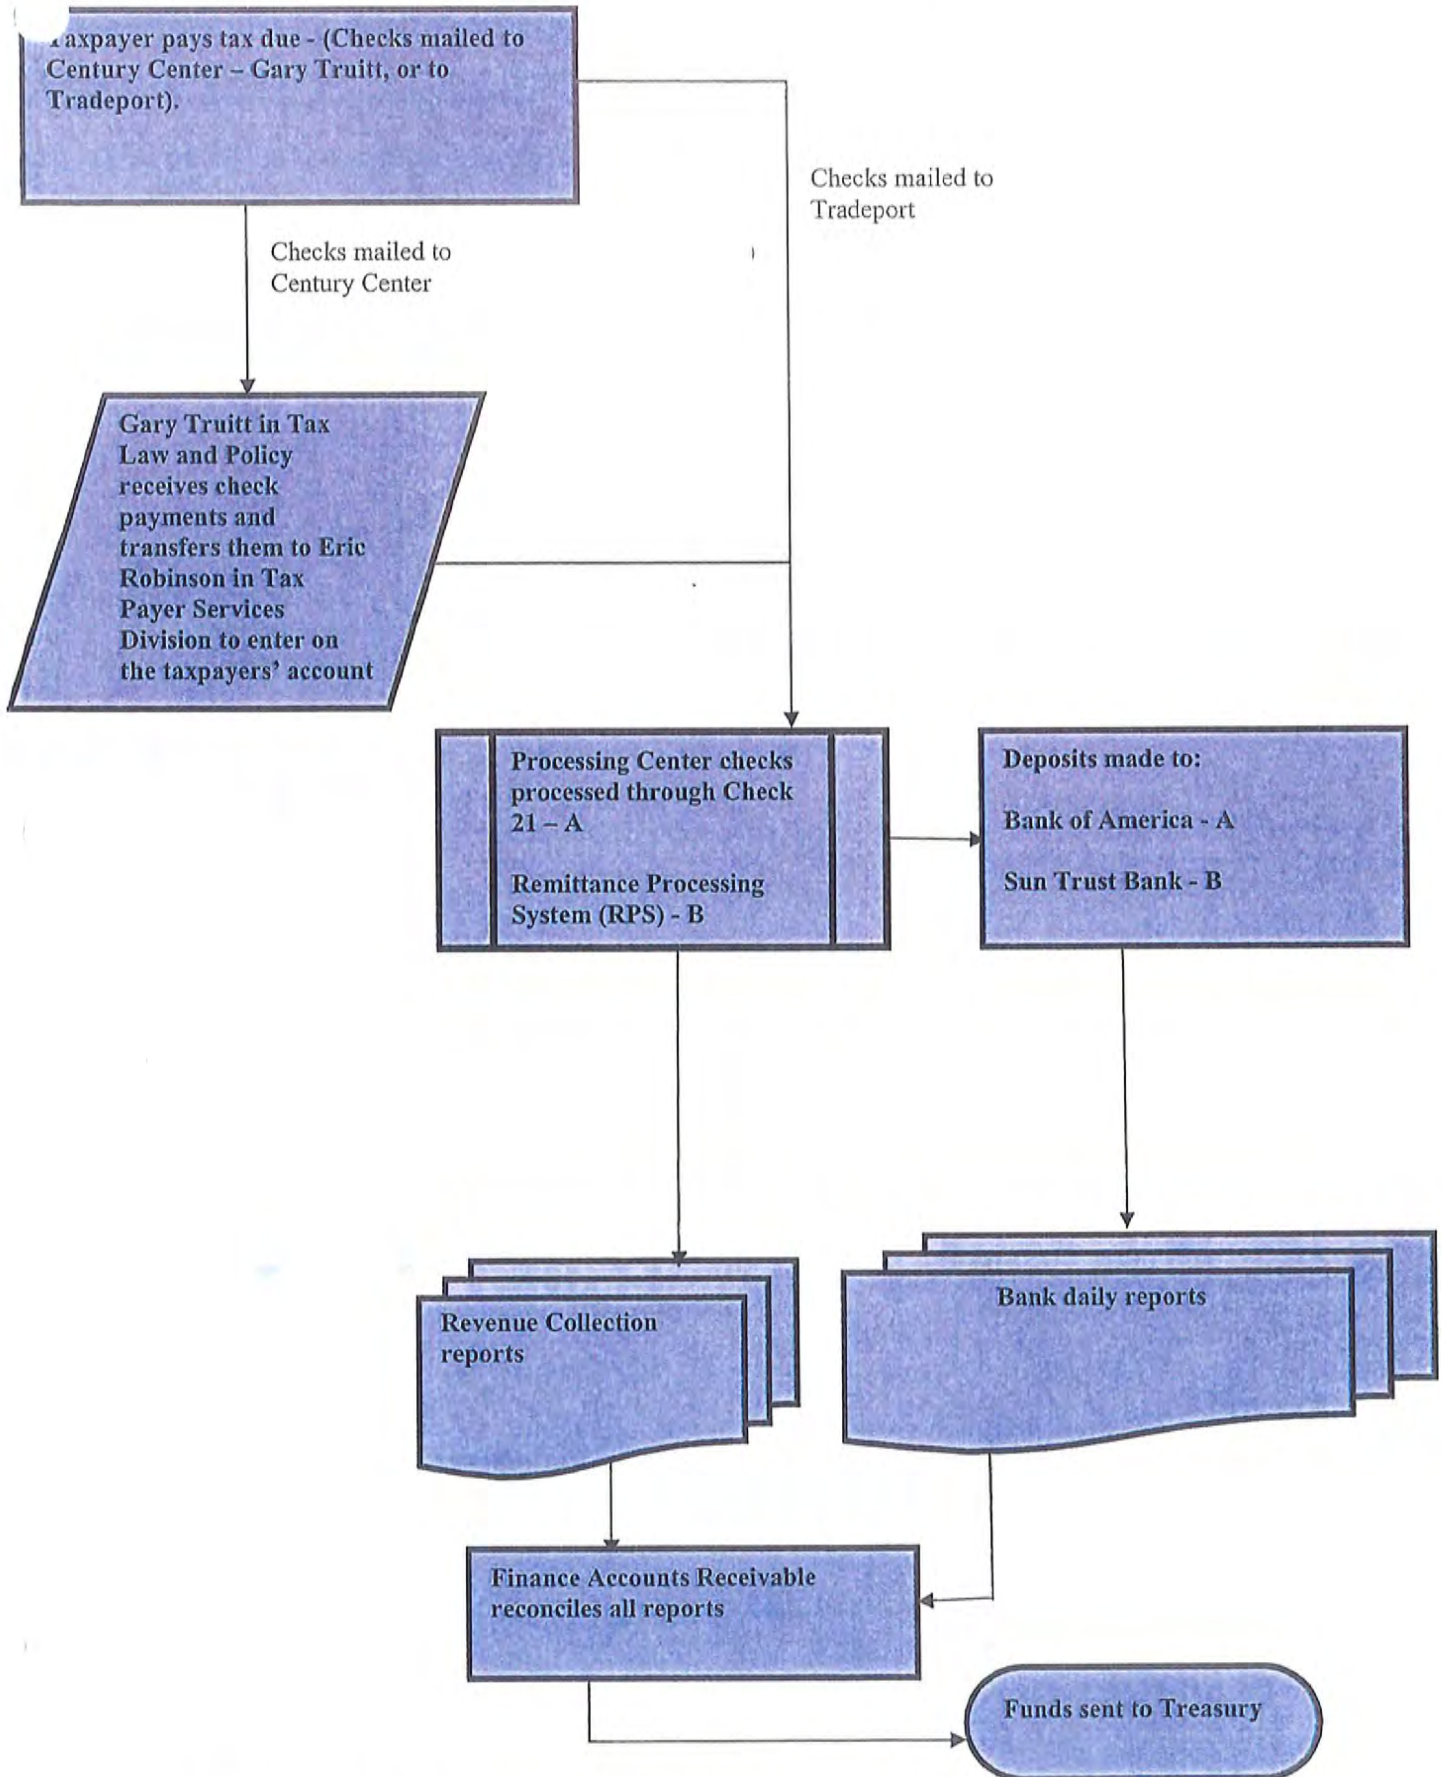 Taxpayer pays tax due - (Checks mailed to
Century Center – Gary Truitt, or to
Tradeport).
Checks mailed to
Tradeport
Checks mailed to
Century Center
Gary Truitt in Tax
Law and Policy
receives check
payments and
transfers them to Eric
Robinson in Tax
Payer Services
Division to enter on
the taxpayers' account
Processing Center checks
processed through Check
21 – A
Remittance Processing
System (RPS) - B
Deposits made to:
Bank of America - A
Sun Trust Bank - B
Revenue Collection
reports
Bank daily reports
Finance Accounts Receivable
reconciles all reports
Funds sent to Treasury